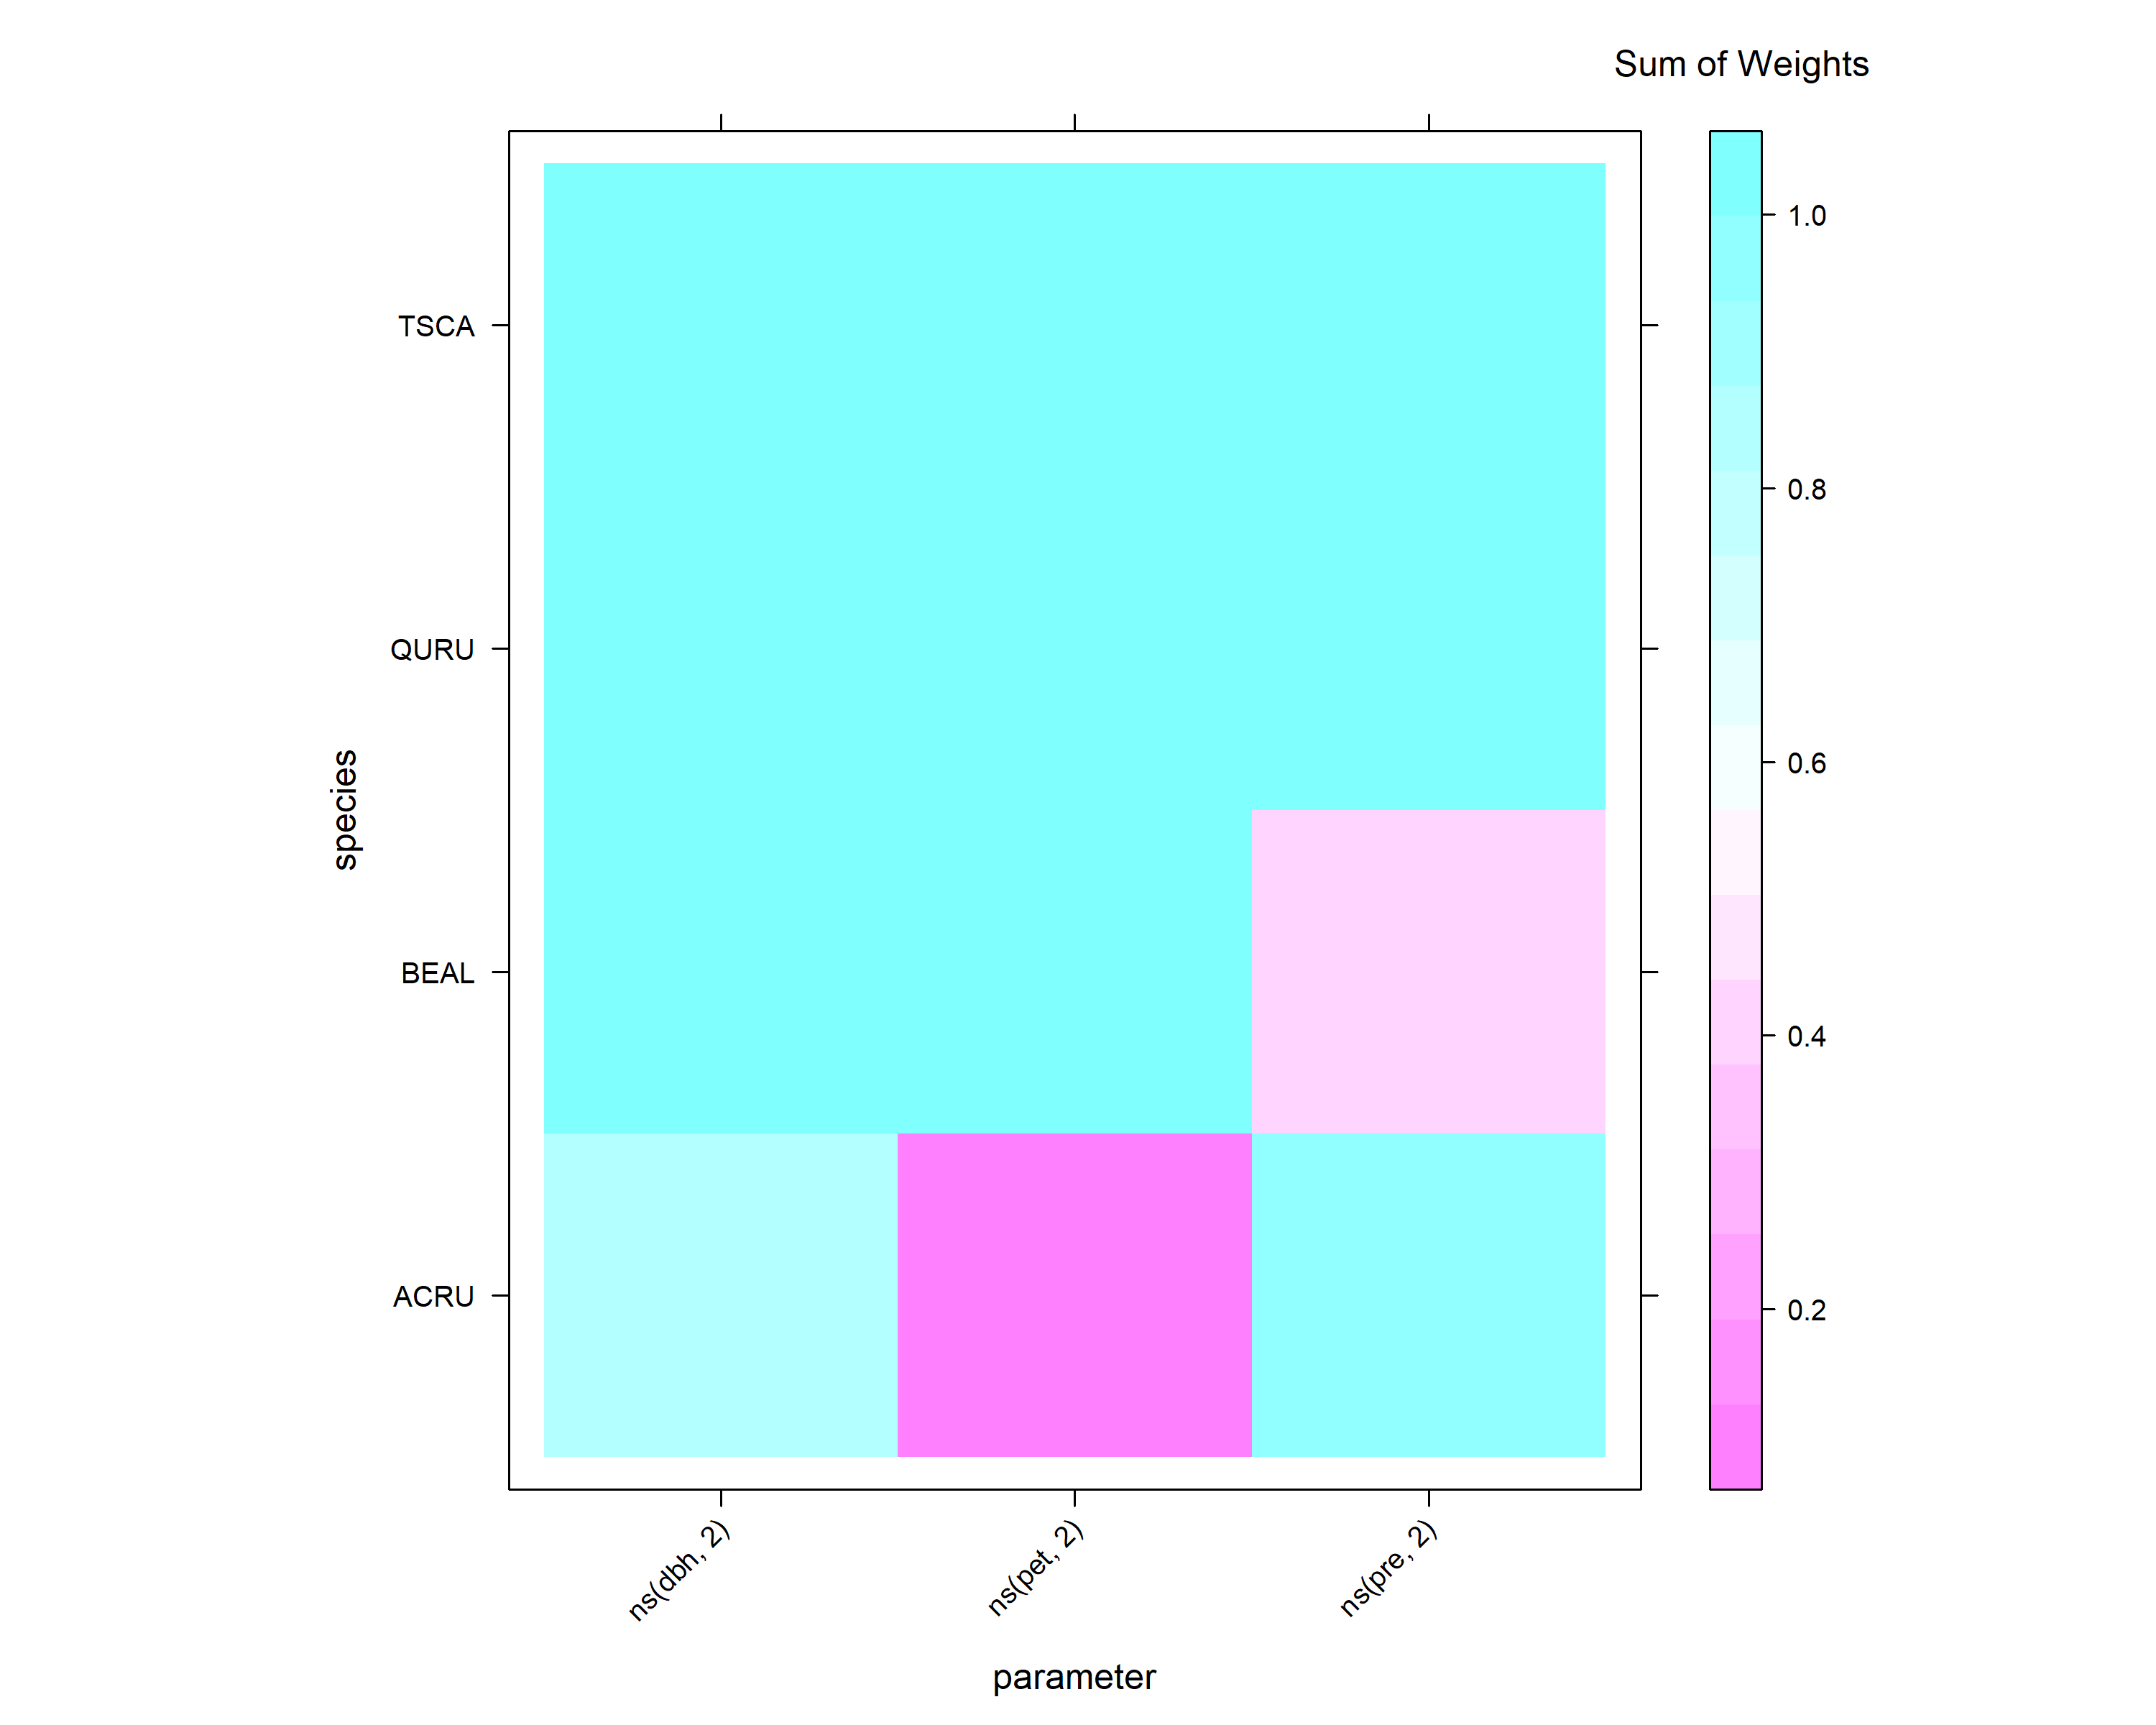 Sum of Weights
TSCA
QURU
BEAL
ACRU
species
ns(dbh, 2)
ns(pet, 2)
ns(pre, 2)
parameter
1.0
0.8
0.6
0.4
0.2